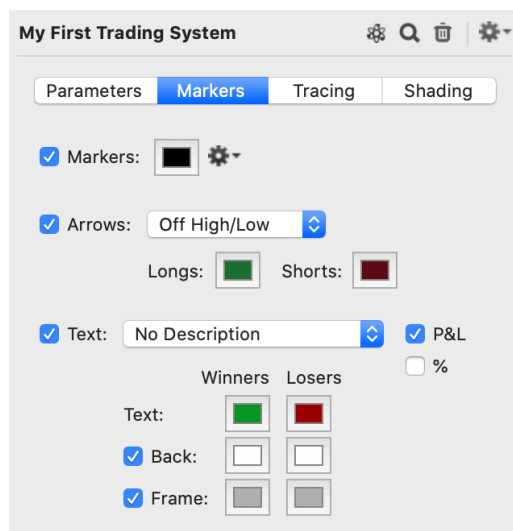 My First Trading System
Parameters Markers Tracing Shading
Markers:
Arrows: Off High/Low
Longs: Shorts:
Text: No Description P&L
%
Winners Losers
Text:
Back:
Frame: